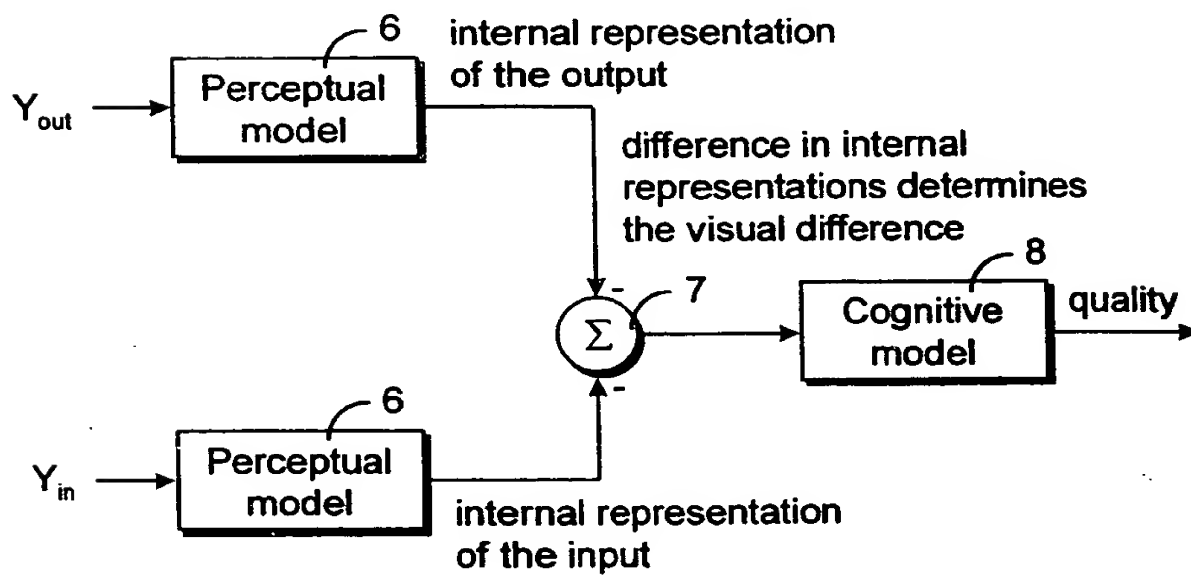 6
internal representation
of the output
Y_out
Perceptual
model
difference in internal
representations determines
the visual difference
8
- 7
Σ
Cognitive
model
quality
-
6
Y_in
Perceptual
model
internal representation
of the input